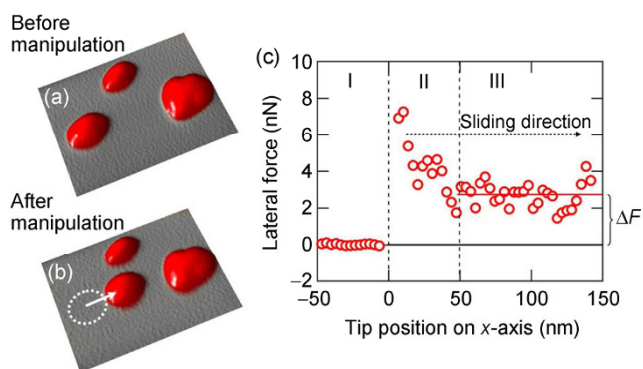 Before
manipulation
(a)
After
manipulation
(b)
(c)
10
8
6
4
2
0
−2
Lateral force (nN)
I
II
III
Sliding direction
ΔF
−50
0
50
100
150
Tip position on x-axis (nm)